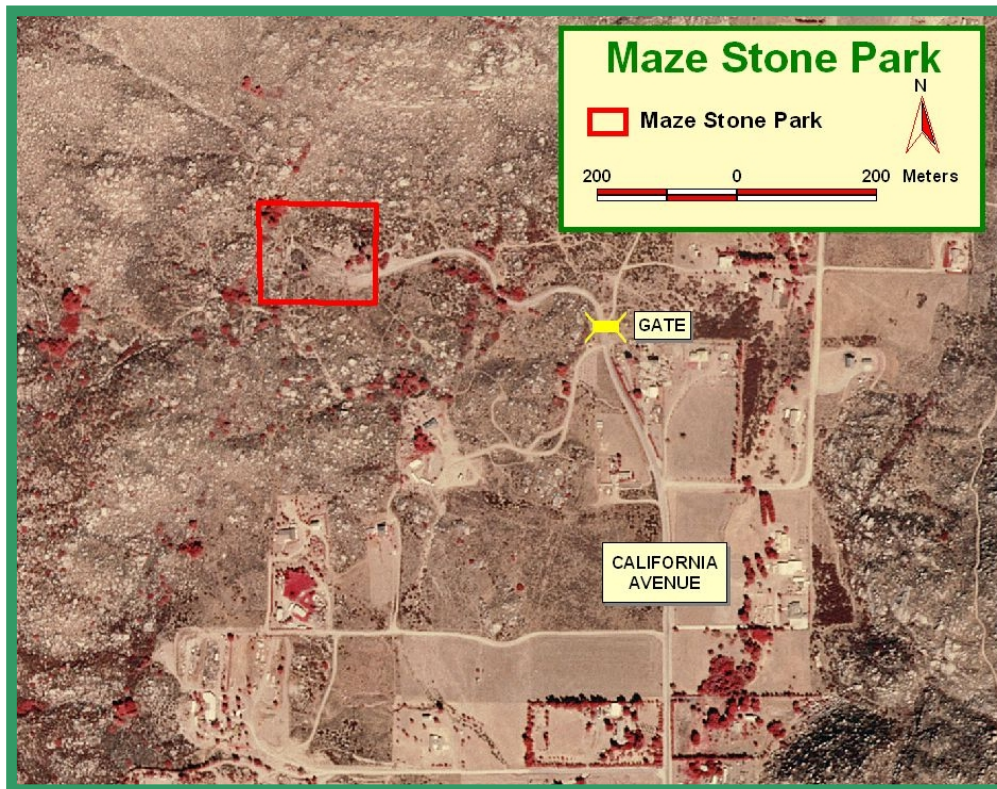 Maze Stone Park
N
Maze Stone Park
200 0 200 Meters
GATE
CALIFORNIA
AVENUE